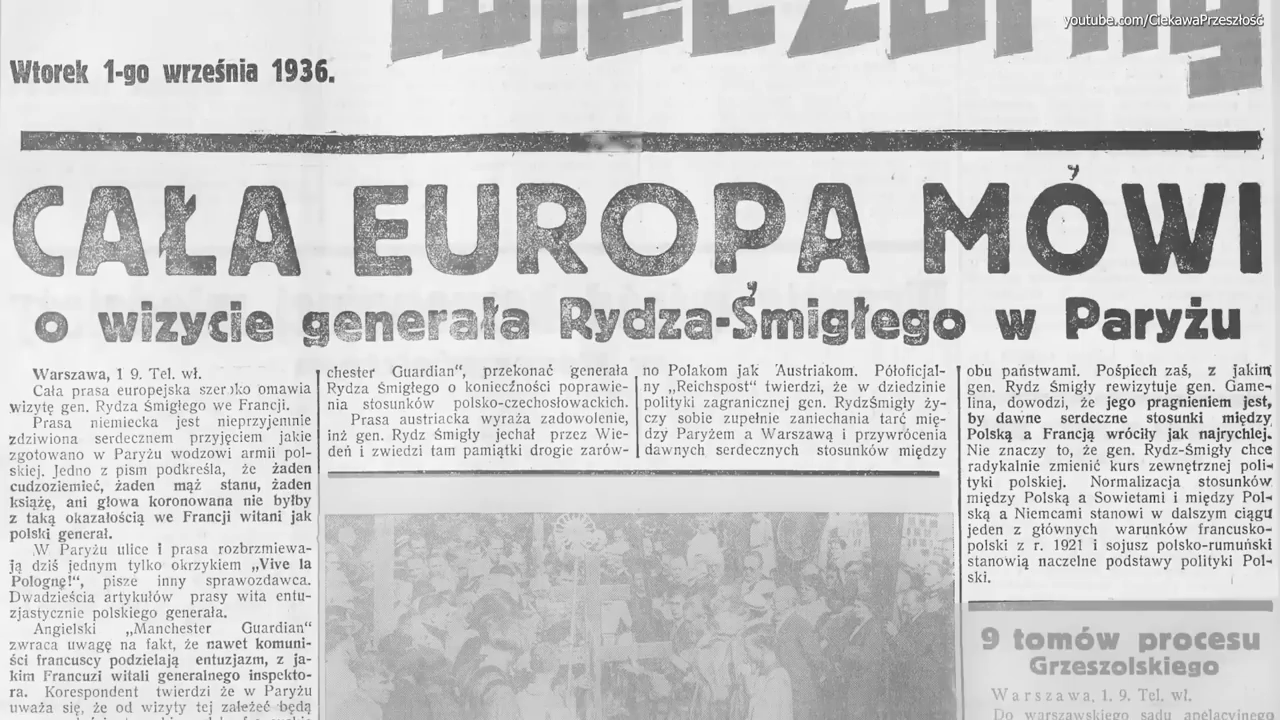 youtube.com/CiekawaPrzeszłość
wieczorny
Wtorek 1-go września 1936.
CAŁA EUROPA MÓWI
o wizycie generała Rydza-Śmigłego w Paryżu
Warszawa, 1 9. Tel. wł.
Cała prasa europejska szeroko omawia
wizytę gen. Rydza Śmigłego we Francji.
Prasa niemiecka jest nieprzyjemnie
zdziwiona serdecznem przyjęciem jakie
zgotowano w Paryżu wodzowi armii pol-
skiej. Jedno z pism podkreśla, że żaden
cudzoziemieć, żaden mąż stanu, żaden
książę, ani głowa koronowana nie byłby
z taką okazałością we Francji witani jak
polski generał.
W Paryżu ulice i prasa rozbrzmiewa-
ją dziś jednym tylko okrzykiem „Vive la
Pologne!", pisze inny sprawozdawca.
Dwadzieścia artykułów prasy wita entu-
zjastycznie polskiego generała.
Angielski „Manchester Guardian"
zwraca uwagę na fakt, że nawet komuni-
ści francuscy podzielają entuzjazm, z ja-
kim Francuzi witali generalnego inspekto-
ra. Korespondent twierdzi że w Paryżu
uważa się, że od wizyty tej zależeć będą
chester Guardian", przekonać generała
Rydza Śmigłego o konieczności poprawie-
nia stosunków polsko-czechosłowackich.
Prasa austriacka wyraża zadowolenie,
iż gen. Rydz Śmigły jechał przez Wie-
deń i zwiedzi tam pamiątki drogie zarów-
no Polakom jak Austriakom. Półoficjal-
ny „Reichspost" twierdzi, że w dziedzinie
polityki zagranicznej gen. RydzŚmigły ży-
czy sobie zupełnie zaniechania tarć mię-
dzy Paryżem a Warszawą i przywrócenia
dawnych serdecznych stosunków między
obu państwami. Pośpiech zaś, z jakim
gen. Rydz Śmigły rewizytuje gen. Game-
lina, dowodzi, że jego pragnieniem jest,
by dawne serdeczne stosunki między
Polską a Francją wróciły jak najrychlej.
Nie znaczy to, że gen. Rydz-Śmigły chce
radykalnie zmienić kurs zewnętrznej poli-
tyki polskiej. Normalizacja stosunków
między Polską a Sowietami i między Pol-
ską a Niemcami stanowi w dalszym ciągu
jeden z głównych warunków francusko-
polski z r. 1921 i sojusz polsko-rumuński
stanowią naczelne podstawy polityki Pol-
ski.
9 tomów procesu
Grzeszolskiego
Warszawa, 1. 9. Tel. wł.
Do warszawskiego sądu apelacyjnego